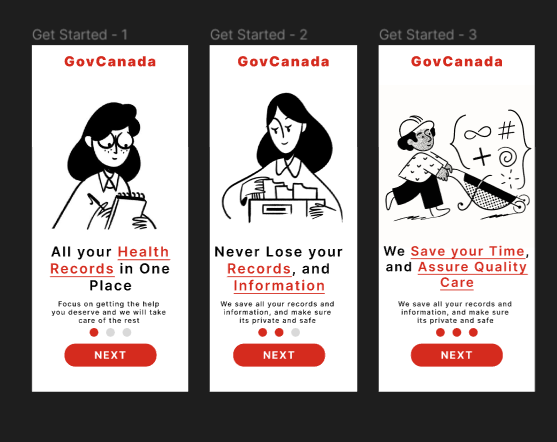 Get Started - 1
GovCanada
All your Health
Records in One
Place
Focus on getting the help
you deserve and we will take
care of the rest
NEXT
Get Started - 2
GovCanada
Never Lose your
Records, and
Information
We save all your records and
information, and make sure
its private and safe
NEXT
Get Started - 3
GovCanada
#
+
We Save your Time,
and Assure Quality
Care
We save all your records and
information, and make sure
its private and safe
NEXT